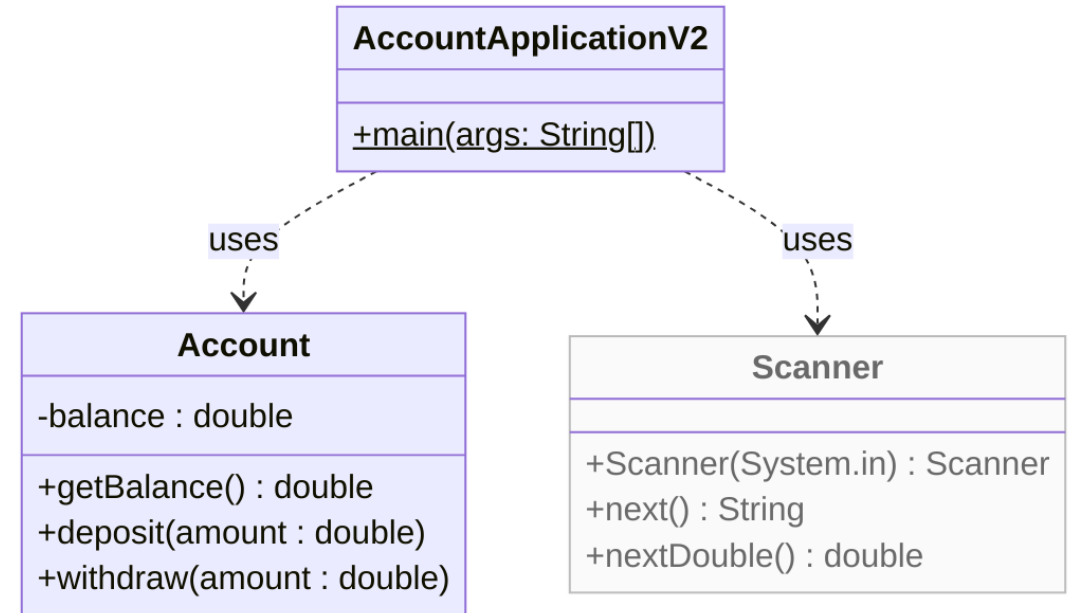 AccountApplicationV2
+main(args: String[])
uses
uses
Account
-balance : double
+getBalance() : double
+deposit(amount : double)
+withdraw(amount : double)
Scanner
+Scanner(System.in) : Scanner
+next() : String
+nextDouble() : double